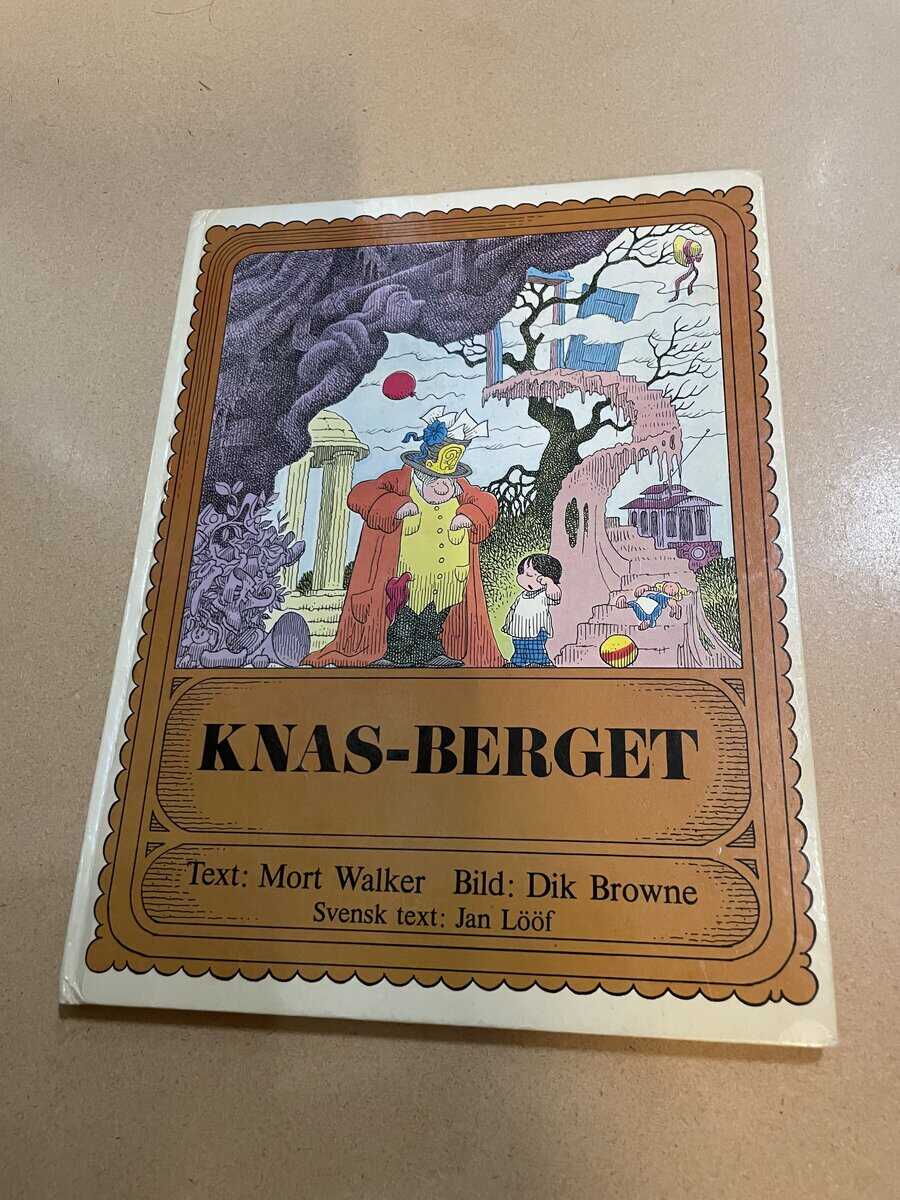 KNAS-BERGET
Text: Mort Walker Bild: Dik Browne
Svensk text: Jan Lööf